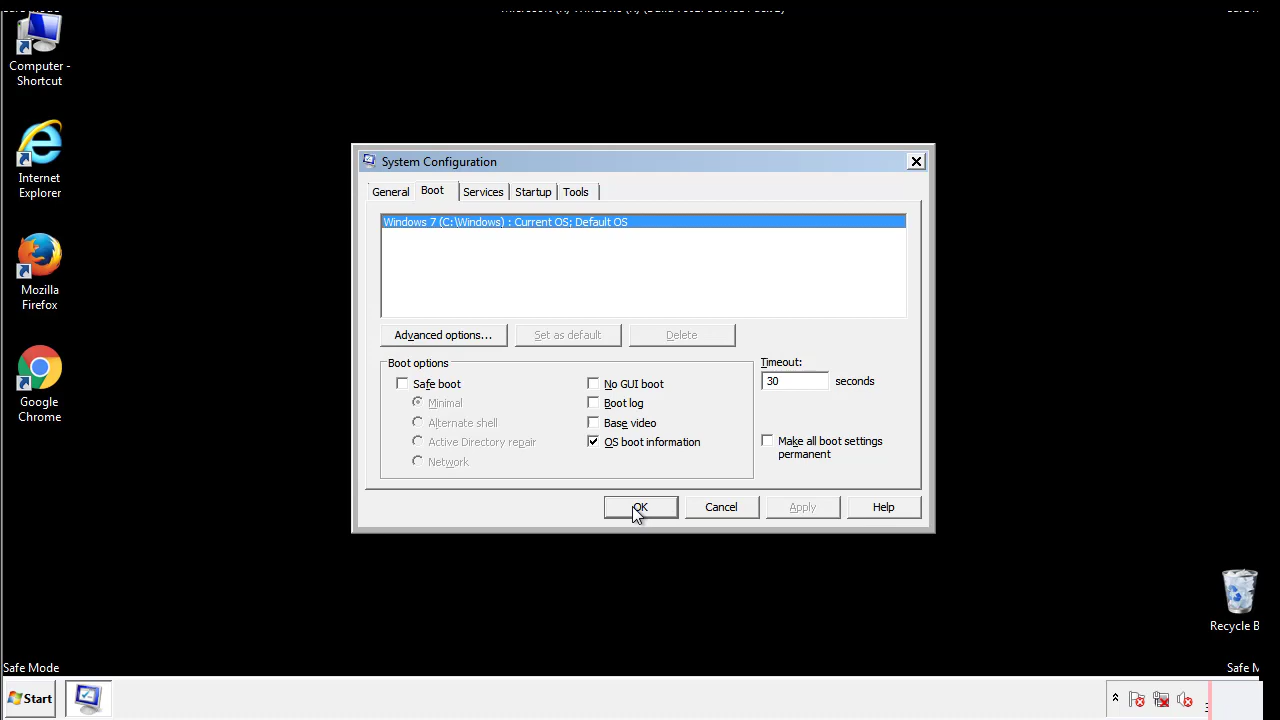 Computer -
Shortcut
Internet
Explorer
Mozilla
Firefox
Google
Chrome
System Configuration
General
Boot
Services
Startup
Tools
Windows 7 (C:\Windows) : Current OS; Default OS
Advanced options...
Set as default
Delete
Boot options
Safe boot
Minimal
Alternate shell
Active Directory repair
Network
No GUI boot
Boot log
Base video
OS boot information
Timeout:
30 seconds
Make all boot settings
permanent
OK
Cancel
Apply
Help
Recycle B
Safe Mode
Safe M
Start